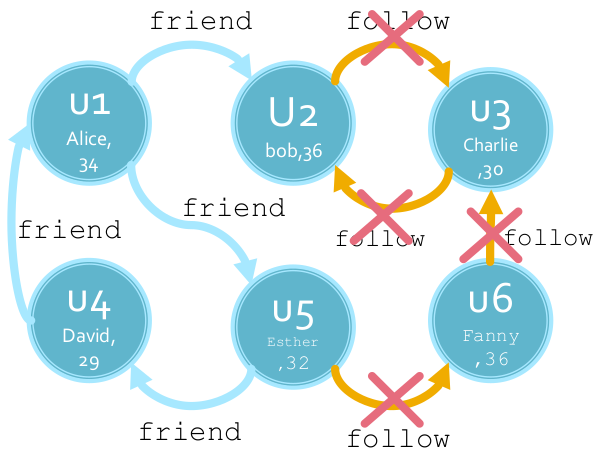 friend
follow
u1
Alice,
34
U2
bob,36
u3
Charlie
,30
friend
follow
friend
follow
u4
David,
29
u5
Esther
,32
u6
Fanny
,36
friend
follow